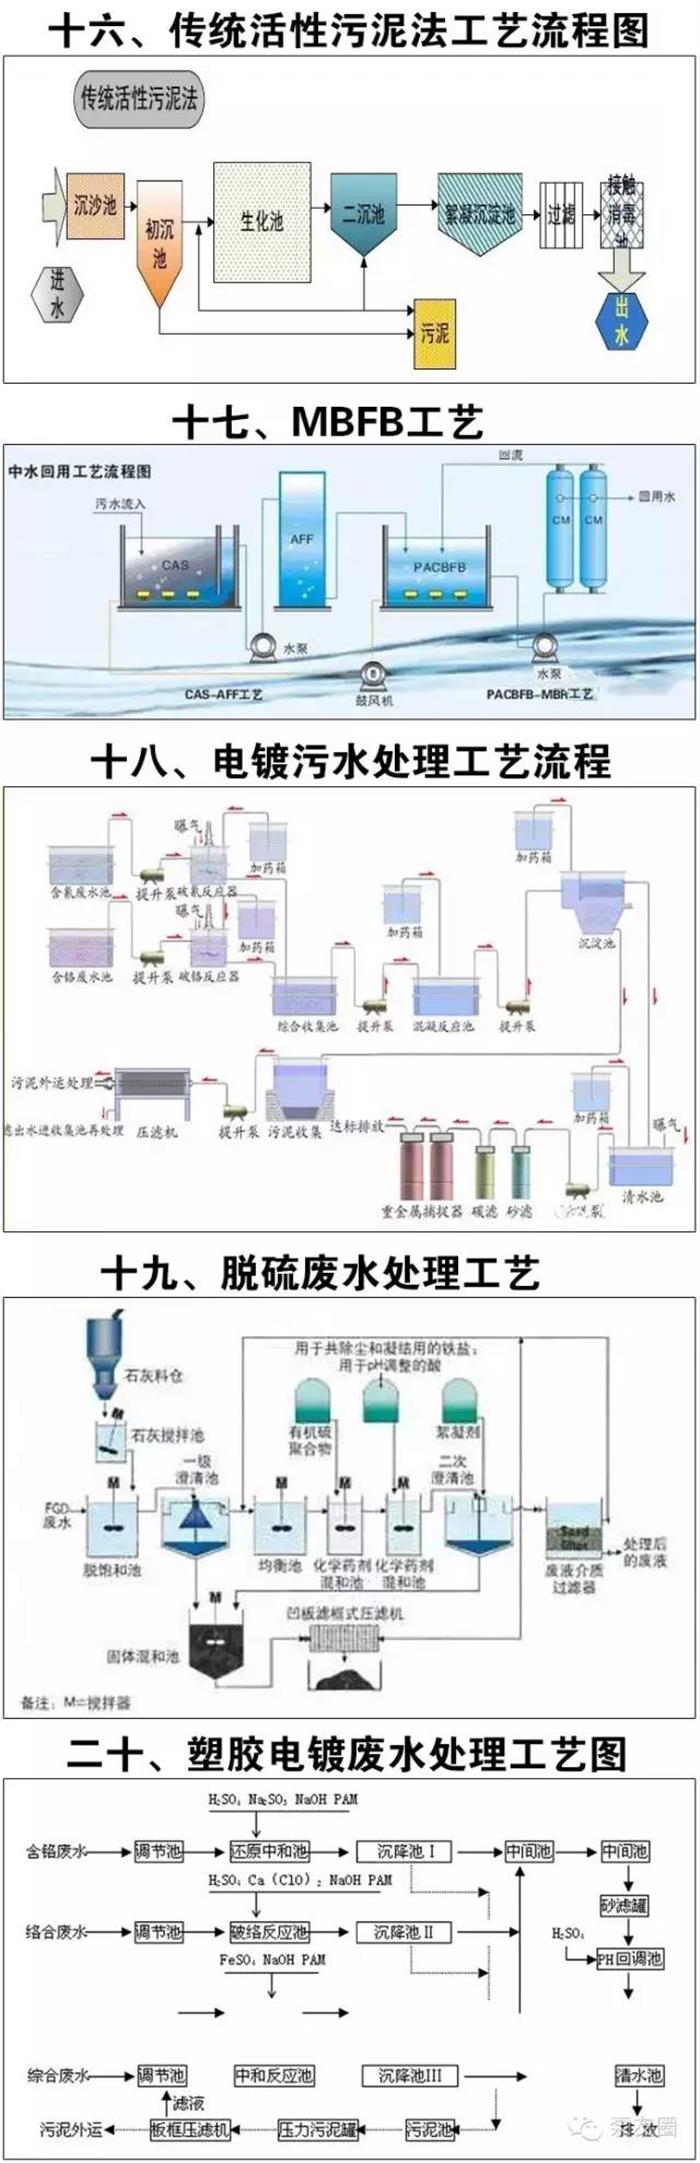 十六、传统活性污泥法工艺流程图
传统活性污泥法
沉沙池
初沉池
生化池
二沉池
絮凝沉淀池
过滤
接触消毒池
进水
污泥
出水
十七、MBFB工艺
中水回用工艺流程图
回流
污水流入
回用水
CAS
AFF
PACBFB
CM
CM
水泵
水泵
CAS-AFF工艺
鼓风机
PACBFB-MBR工艺
十八、电镀污水处理工艺流程
曝气
加药箱
加药箱
含氰废水池
提升泵
破氰反应器
曝气
加药箱
加药箱
沉淀池
含铬废水池
提升泵
破铬反应器
综合收集池
提升泵
混凝反应池
提升泵
污泥外运处理
滤出水进收集池再处理
压滤机
提升泵
污泥收集
达标排放
加药箱
曝气
重金属捕捉器
碳滤
砂滤
泵
清水池
十九、脱硫废水处理工艺
用于共除尘和凝结用的铁盐;
用于pH调整的酸
石灰料仓
M
石灰搅拌池
有机硫
聚合物
絮凝剂
一级
澄清池
二次
澄清池
M
M
M
M
FGD
废水
脱饱和池
均衡池
化学药剂
混和池
化学药剂
混和池
Sand
filter
废液介质
过滤器
处理后
的废液
M
凹板滤框式压滤机
固体混和池
备注：M=搅拌器
二十、塑胶电镀废水处理工艺图
H₂SO₄ Na₂SO₃ NaOH PAM
含铬废水
调节池
还原中和池
沉降池 I
中间池
中间池
H₂SO₄ Ca (ClO)₂ NaOH PAM
砂滤罐
络合废水
调节池
破络反应池
沉降池 II
H₂SO₄
PH回调池
FeSO₄ NaOH PAM
综合废水
调节池
中和反应池
沉降池III
清水池
滤液
污泥外运
板框压滤机
压力污泥罐
污泥池
排放
泵友圈